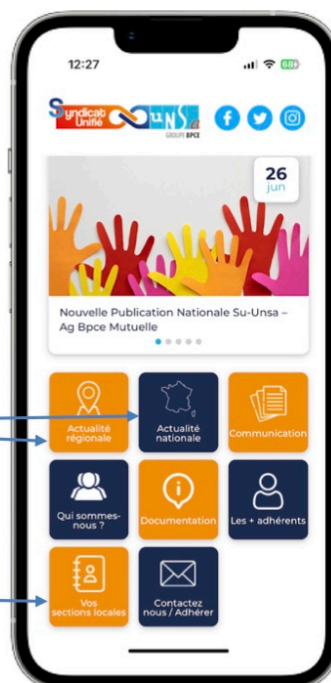 12:27
68
Syndicat
Unifié
UNSa
GROUPE BPCE
26
jun
Nouvelle Publication Nationale Su-Unsa –
Ag Bpce Mutuelle
Actualité
régionale
Actualité
nationale
Communication
Qui sommes-
nous ?
Documentation
Les + adhérents
Vos
sections locales
Contactez
nous / Adhérer